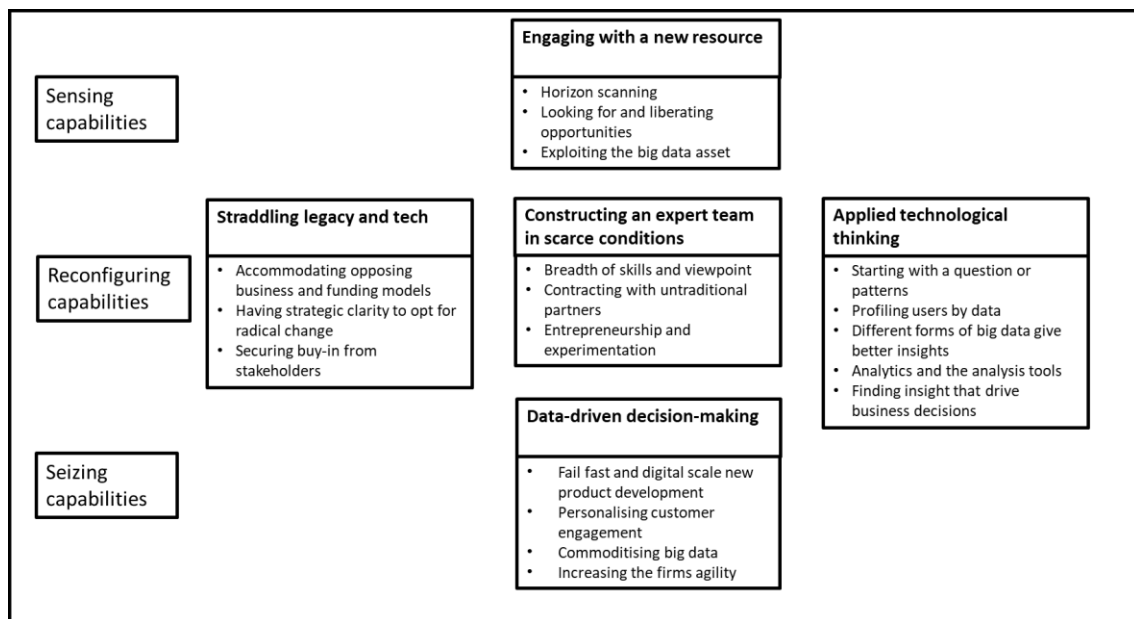 Engaging with a new resource
• Horizon scanning
• Looking for and liberating
opportunities
• Exploiting the big data asset
Sensing
capabilities
Straddling legacy and tech
• Accommodating opposing
business and funding models
• Having strategic clarity to opt for
radical change
• Securing buy-in from
stakeholders
Constructing an expert team
in scarce conditions
• Breadth of skills and viewpoint
• Contracting with untraditional
partners
• Entrepreneurship and
experimentation
Applied technological
thinking
• Starting with a question or
patterns
• Profiling users by data
• Different forms of big data give
better insights
• Analytics and the analysis tools
• Finding insight that drive
business decisions
Reconfiguring
capabilities
Data-driven decision-making
• Fail fast and digital scale new
product development
• Personalising customer
engagement
• Commoditising big data
• Increasing the firms agility
Seizing
capabilities